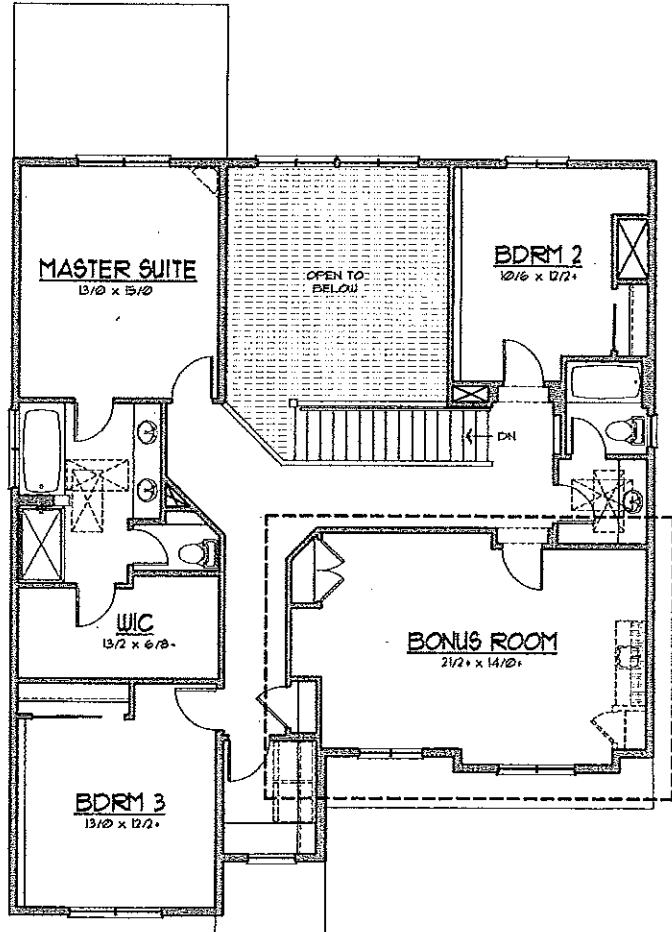 MASTER SUITE
13/0 x 15/0
OPEN TO
BELOW
BDRM 2
10/6 x 12/2+
DN
WIC
13/2 x 6/8+
BONUS ROOM
21/2+ x 14/0+
BDRM 3
13/0 x 12/2+